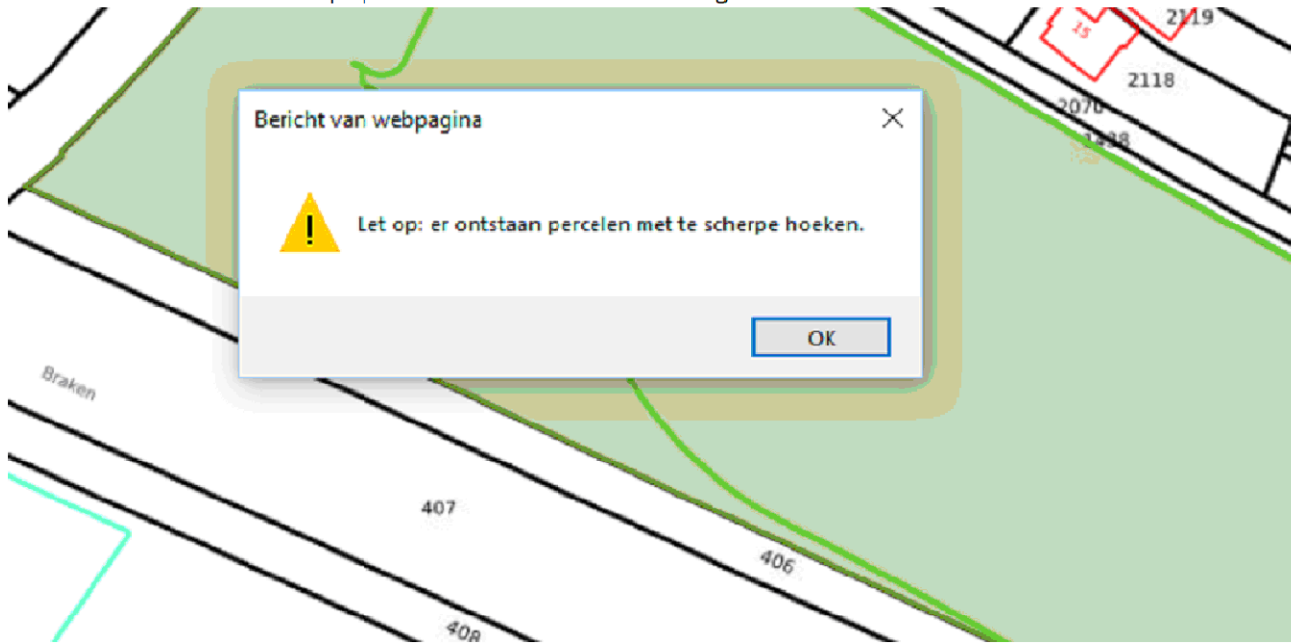 2119
15
2118
2070
1438
Bericht van webpagina
Let op: er ontstaan percelen met te scherpe hoeken.
OK
Braken
407
406
408